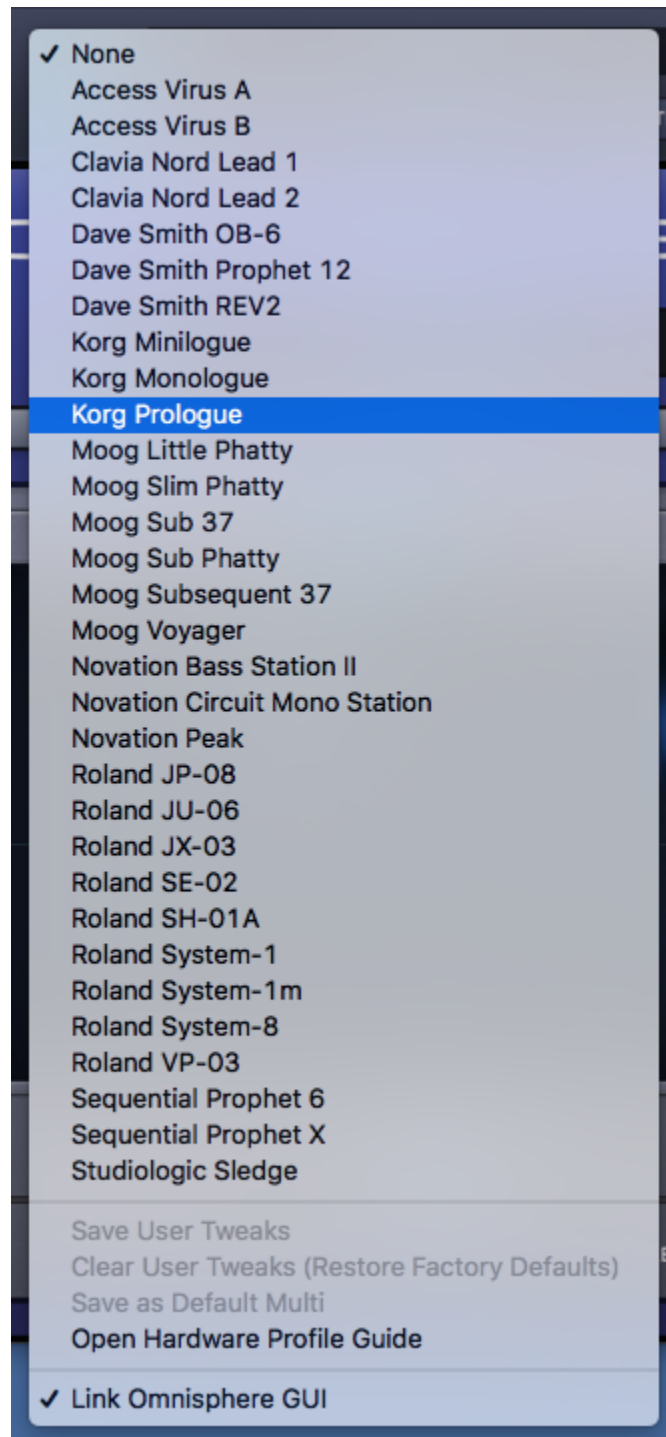 ✓ None
Access Virus A
Access Virus B
Clavia Nord Lead 1
Clavia Nord Lead 2
Dave Smith OB-6
Dave Smith Prophet 12
Dave Smith REV2
Korg Minilogue
Korg Monologue
Korg Prologue
Moog Little Phatty
Moog Slim Phatty
Moog Sub 37
Moog Sub Phatty
Moog Subsequent 37
Moog Voyager
Novation Bass Station II
Novation Circuit Mono Station
Novation Peak
Roland JP-08
Roland JU-06
Roland JX-03
Roland SE-02
Roland SH-01A
Roland System-1
Roland System-1m
Roland System-8
Roland VP-03
Sequential Prophet 6
Sequential Prophet X
Studiologic Sledge
Save User Tweaks
Clear User Tweaks (Restore Factory Defaults)
Save as Default Multi
Open Hardware Profile Guide
✓ Link Omnisphere GUI